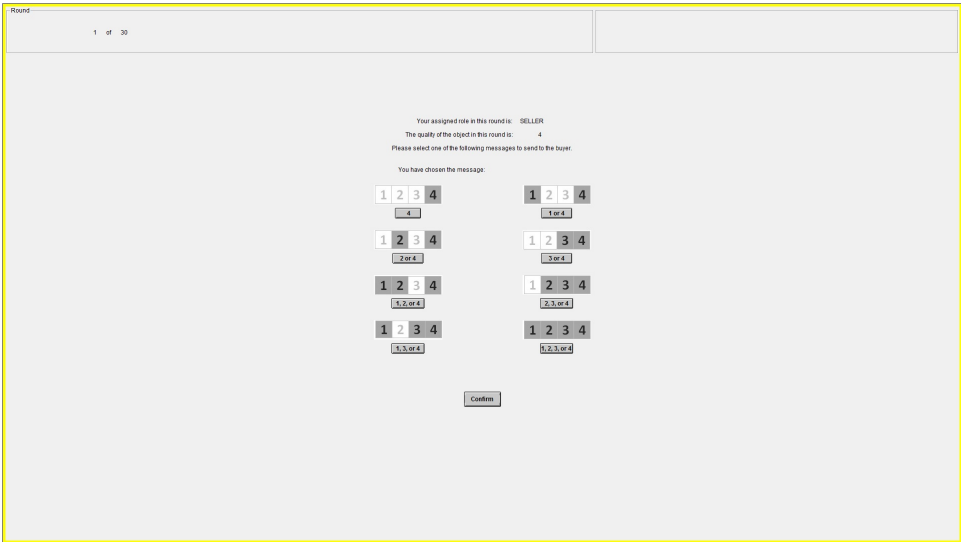 Round
1 of 30
Your assigned role in this round is: SELLER
The quality of the object in this round is: 4
Please select one of the following messages to send to the buyer.
You have chosen the message:
1 2 3 4
1 2 3 4
4
1 or 4
1 2 3 4
1 2 3 4
2 or 4
3 or 4
1 2 3 4
1 2 3 4
1, 2, or 4
2, 3, or 4
1 2 3 4
1 2 3 4
1, 3, or 4
1, 2, 3, or 4
Confirm